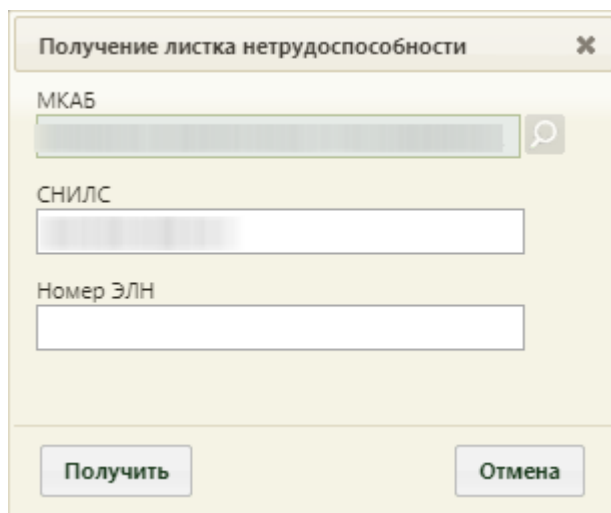 Получение листка нетрудоспособности
МКАБ
СНИЛС
Номер ЭЛН
Получить
Отмена